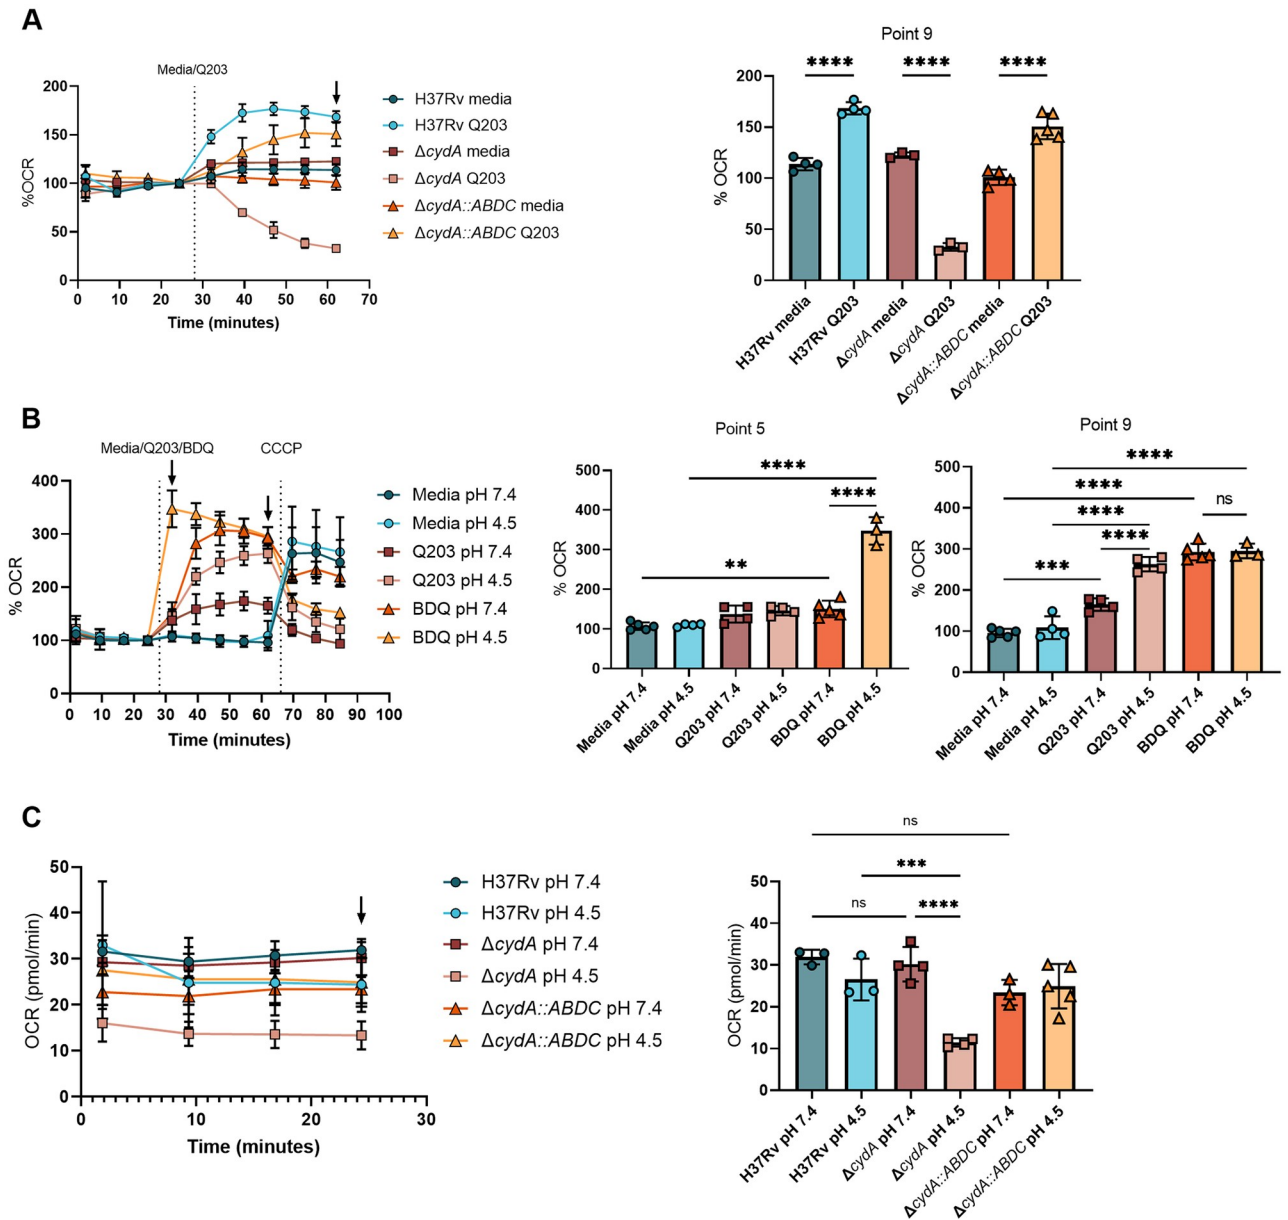 A
Media/Q203
%OCR
200
150
100
50
0
0 10 20 30 40 50 60 70
Time (minutes)
H37Rv media
H37Rv Q203
ΔcydA media
ΔcydA Q203
ΔcydA::ABDC media
ΔcydA::ABDC Q203
Point 9
**** **** ****
% OCR
200
150
100
50
0
H37Rv media
H37Rv Q203
ΔcydA media
ΔcydA Q203
ΔcydA::ABDC media
ΔcydA::ABDC Q203
B
Media/Q203/BDQ CCCP
% OCR
400
300
200
100
0
0 10 20 30 40 50 60 70 80 90 100
Time (minutes)
Media pH 7.4
Media pH 4.5
Q203 pH 7.4
Q203 pH 4.5
BDQ pH 7.4
BDQ pH 4.5
Point 5
****
****
**
% OCR
500
400
300
200
100
0
Media pH 7.4
Media pH 4.5
Q203 pH 7.4
Q203 pH 4.5
BDQ pH 7.4
BDQ pH 4.5
Point 9
****
****
ns
****
****
***
% OCR
500
400
300
200
100
0
Media pH 7.4
Media pH 4.5
Q203 pH 7.4
Q203 pH 4.5
BDQ pH 7.4
BDQ pH 4.5
C
OCR (pmol/min)
50
40
30
20
10
0
0 10 20 30
Time (minutes)
H37Rv pH 7.4
H37Rv pH 4.5
ΔcydA pH 7.4
ΔcydA pH 4.5
ΔcydA::ABDC pH 7.4
ΔcydA::ABDC pH 4.5
ns
***
ns ****
OCR (pmol/min)
50
40
30
20
10
0
H37Rv pH 7.4
H37Rv pH 4.5
ΔcydA pH 7.4
ΔcydA pH 4.5
ΔcydA::ABDC pH 7.4
ΔcydA::ABDC pH 4.5